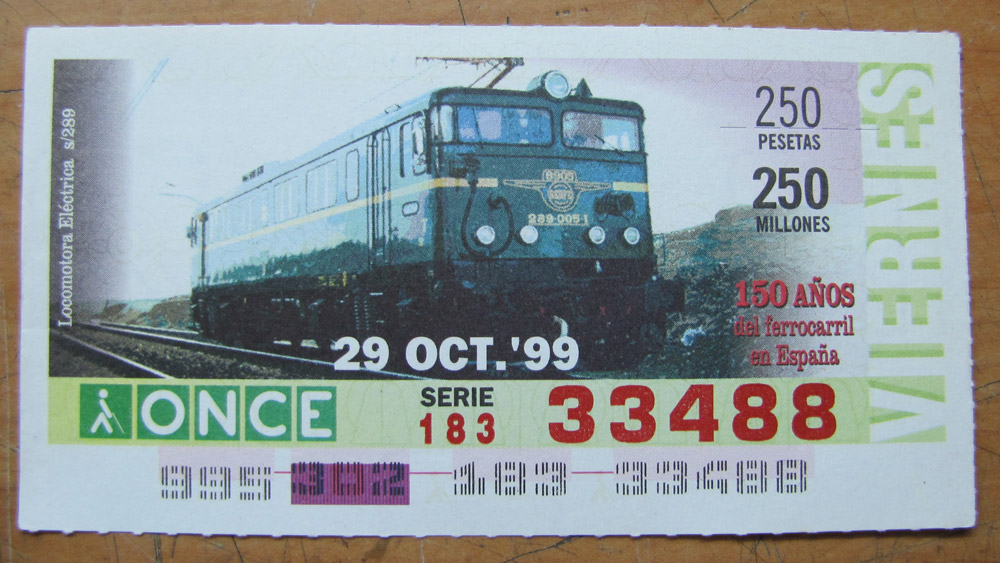 Locomotora Eléctrica s/289
8905
289-005-1
250
PESETAS
250
MILLONES
150 AÑOS
del ferrocarril
en España
VIERNES
29 OCT. '99
ONCE
SERIE
183
33488
995 302 183 33488